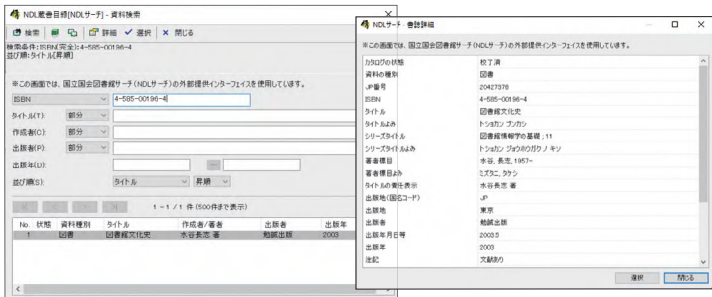 NDL蔵書目録[NDLサーチ] - 資料検索
検索
詳細
選択
閉じる
検索条件:ISBN(完全):4-585-00196-4
並び順:タイトル[昇順]
※この画面では、国立国会図書館サーチ(NDLサーチ)の外部提供インターフェイスを使用しています。
ISBN 4-585-00196-4
タイトル(T): 部分
作成者(C): 部分
出版者(P): 部分
出版年(D):
並び順(S): タイトル 昇順
1 - 1 / 1 件 (500件まで表示)
No. 状態 資料種別 タイトル 作成者/著者 出版者 出版年
1 図書 図書館文化史 水谷長志 著 勉誠出版 2003
NDLサーチ - 書誌詳細
※この画面では、国立国会図書館サーチ(NDLサーチ)の外部提供インターフェイスを使用しています。
カタログの状態 校了済
資料の種別 図書
JP番号 20427376
ISBN 4-585-00196-4
タイトル 図書館文化史
タイトルよみ トショカン ブンカシ
シリーズタイトル 図書館情報学の基礎 ; 11
シリーズタイトルよみ トショカン ジョウホウガク ノ キソ
著者標目 水谷, 長志, 1957-
著者標目よみ ミズタニ, タケシ
タイトルの責任表示 水谷長志 著
出版地(国名コード) JP
出版地 東京
出版者 勉誠出版
出版年月日等 2003.5
出版年 2003
注記 文献あり
選択 閉じる